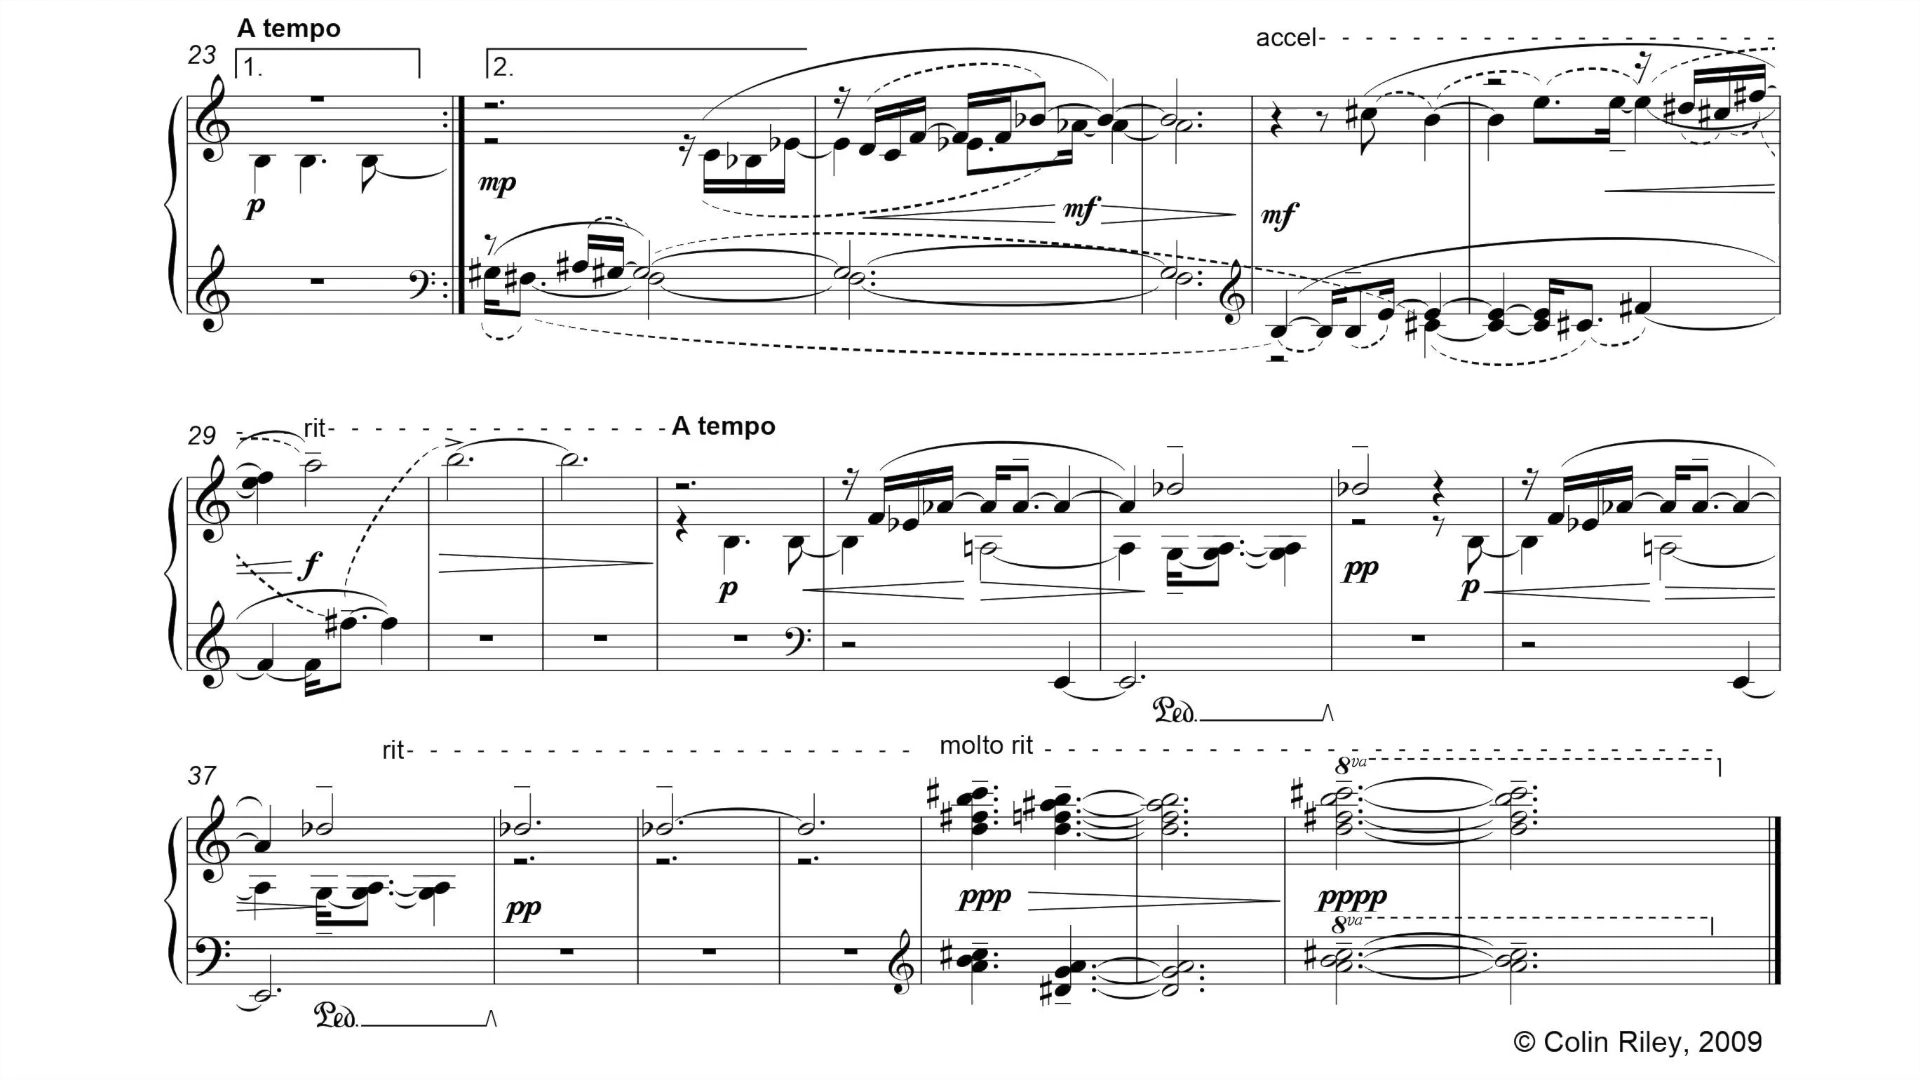 A tempo
23
1.
2.
accel
p
mp
mf
mf
29
rit
A tempo
f
p
pp
p
Ped.
37
rit
molto rit
8va
pp
ppp
pppp
8va
Ped.
© Colin Riley, 2009